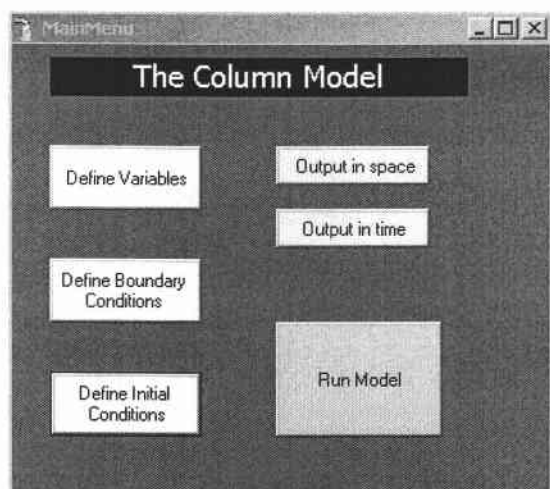 MainMenu
The Column Model
Define Variables
Output in space
Output in time
Define Boundary
Conditions
Define Initial
Conditions
Run Model